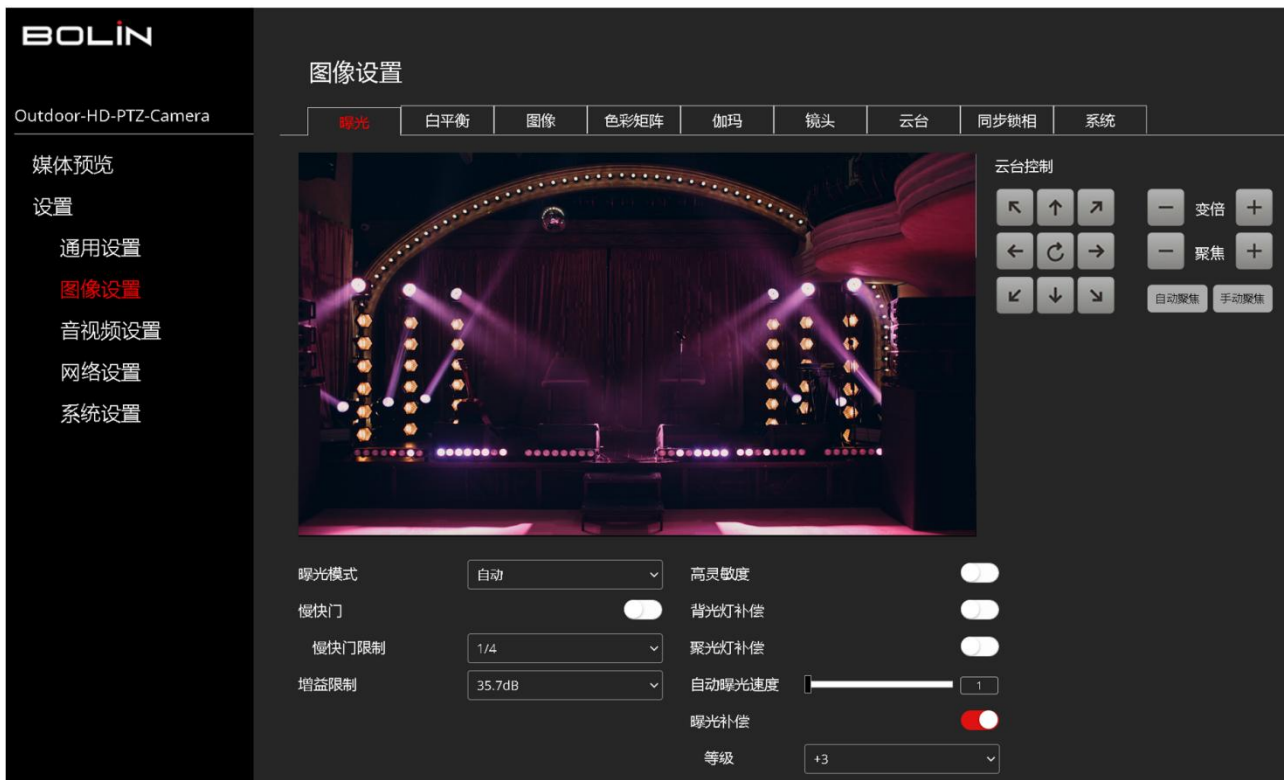 BOLIN
图像设置
Outdoor-HD-PTZ-Camera
曝光 白平衡 图像 色彩矩阵 伽玛 镜头 云台 同步锁相 系统
媒体预览
设置
通用设置
图像设置
音视频设置
网络设置
系统设置
云台控制
变倍
聚焦
自动聚焦 手动聚焦
曝光模式 自动
慢快门
慢快门限制 1/4
增益限制 35.7dB
高灵敏度
背光灯补偿
聚光灯补偿
自动曝光速度 1
曝光补偿
等级 +3